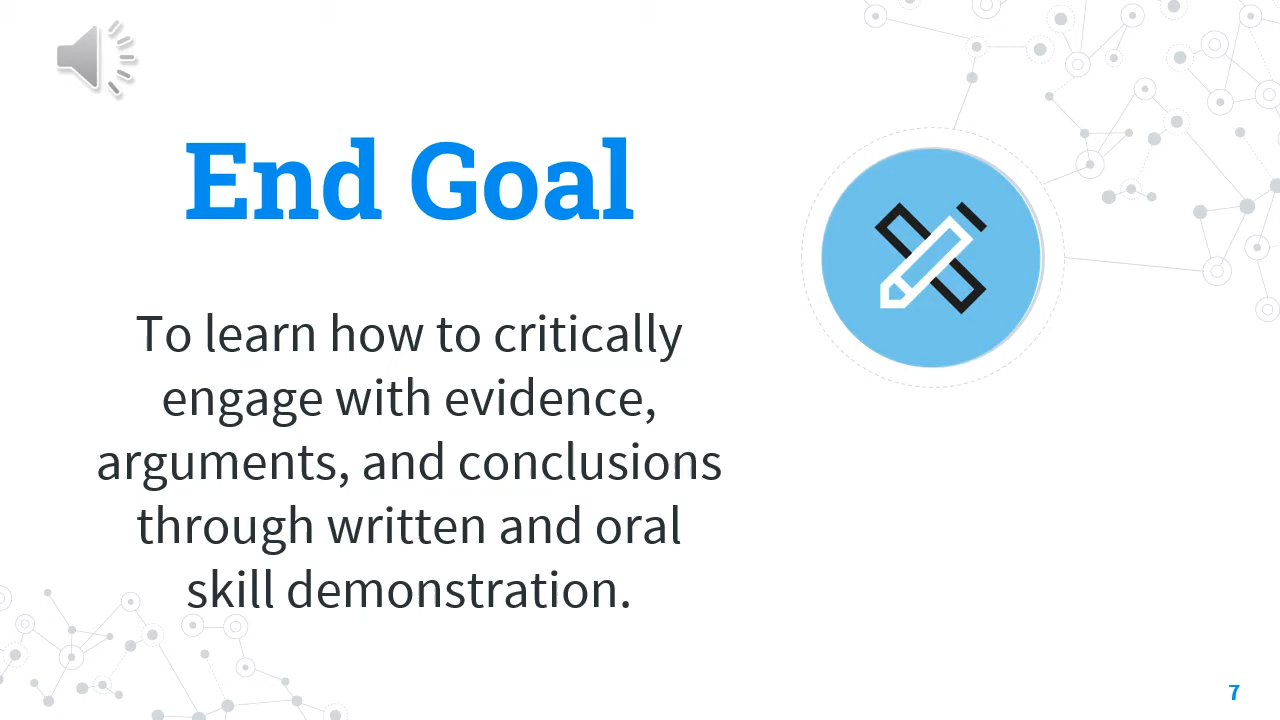 End Goal
To learn how to critically
engage with evidence,
arguments, and conclusions
through written and oral
skill demonstration.
7